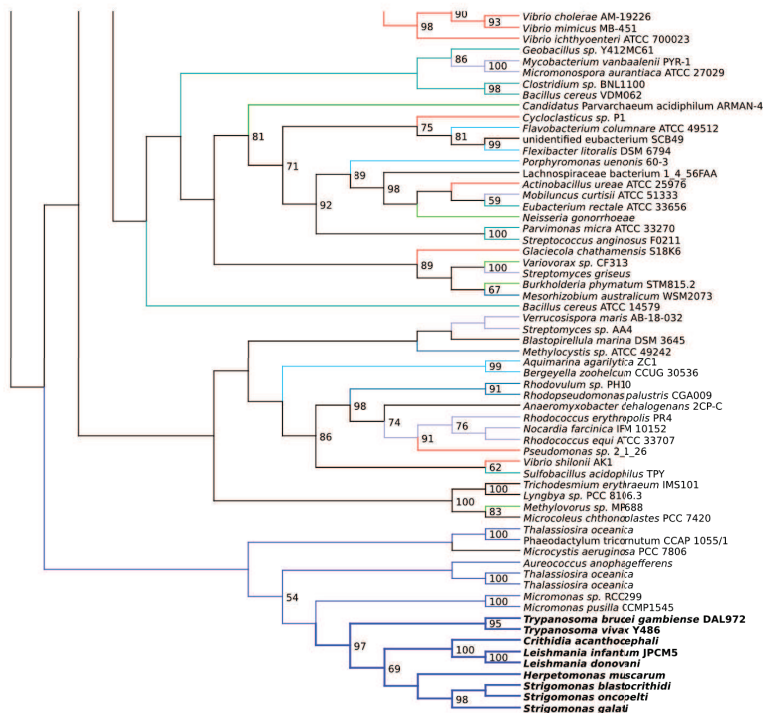 90
Vibrio cholerae AM-19226
93
Vibrio mimicus MB-451
98
Vibrio ichthyoenteri ATCC 700023
Geobacillus sp. Y412MC61
86
Mycobacterium vanbaalenii PYR-1
100
Micromonospora aurantiaca ATCC 27029
Clostridium sp. BNL1100
98
Bacillus cereus VDM062
Candidatus Parvarchaeum acidiphilum ARMAN-4
Cycloclasticus sp. P1
75
Flavobacterium columnare ATCC 49512
81
81
unidentified eubacterium SCB49
99
Flexibacter litoralis DSM 6794
71
Porphyromonas uenonis 60-3
89
Lachnospiraceae bacterium 1_4_56FAA
Actinobacillus ureae ATCC 25976
98
Mobiluncus curtisii ATCC 51333
59
92
Eubacterium rectale ATCC 33656
Neisseria gonorrhoeae
Parvimonas micra ATCC 33270
100
Streptococcus anginosus F0211
Glaciecola chathamensis S18K6
Variovorax sp. CF313
89
100
Streptomyces griseus
Burkholderia phymatum STM815.2
67
Mesorhizobium australicum WSM2073
Bacillus cereus ATCC 14579
Verrucosispora maris AB-18-032
Streptomyces sp. AA4
Blastopirellula marina DSM 3645
Methylocystis sp. ATCC 49242
Aquimarina agarilytica ZC1
99
Bergeyella zoohelcum CCUG 30536
Rhodovulum sp. PH10
91
Rhodopseudomonas palustris CGA009
98
Anaeromyxobacter dehalogenans 2CP-C
Rhodococcus erythropolis PR4
74
76
Nocardia farcinica IFM 10152
86
91
Rhodococcus equi ATCC 33707
Pseudomonas sp. 2_1_26
Vibrio shilonii AK1
62
Sulfobacillus acidophilus TPY
Trichodesmium erythraeum IMS101
100
Lyngbya sp. PCC 8106.3
100
Methylovorus sp. MP688
83
Microcoleus chthonoplastes PCC 7420
Thalassiosira oceanica
100
Phaeodactylum tricornutum CCAP 1055/1
Microcystis aeruginosa PCC 7806
Aureococcus anophagefferens
Thalassiosira oceanica
100
Thalassiosira oceanica
54
Micromonas sp. RCC299
100
Micromonas pusilla CCMP1545
Trypanosoma brucei gambiense DAL972
95
Trypanosoma vivax Y486
Crithidia acanthocephali
97
100
Leishmania infantum JPCM5
100
Leishmania donovani
69
Herpetomonas muscarum
Strigomonas blastocrithidi
98
Strigomonas oncopelti
Strigomonas galati